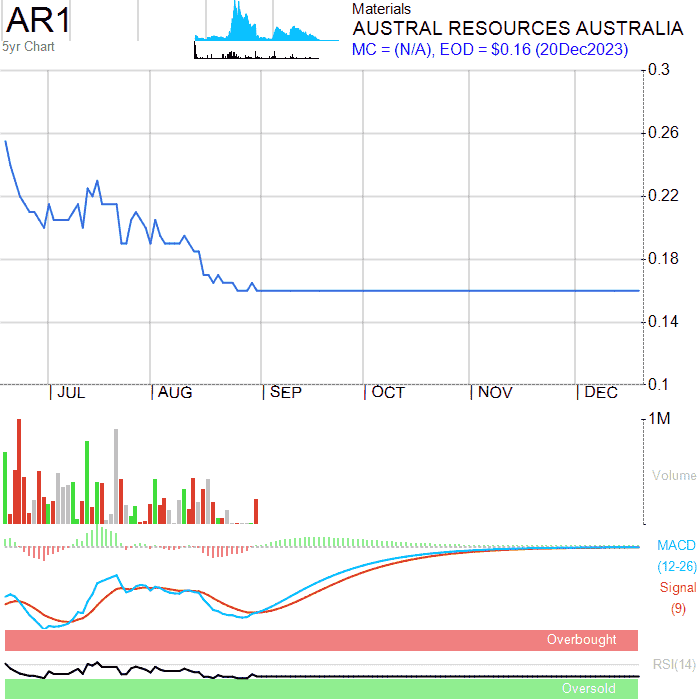 AR1
5yr Chart
Materials
AUSTRAL RESOURCES AUSTRALIA
MC = (N/A), EOD = $0.16 (20Dec2023)
0.3
0.26
0.22
0.18
0.14
0.1
JUL AUG SEP OCT NOV DEC
1M
Volume
MACD
(12-26)
Signal
(9)
Overbought
RSI(14)
Oversold